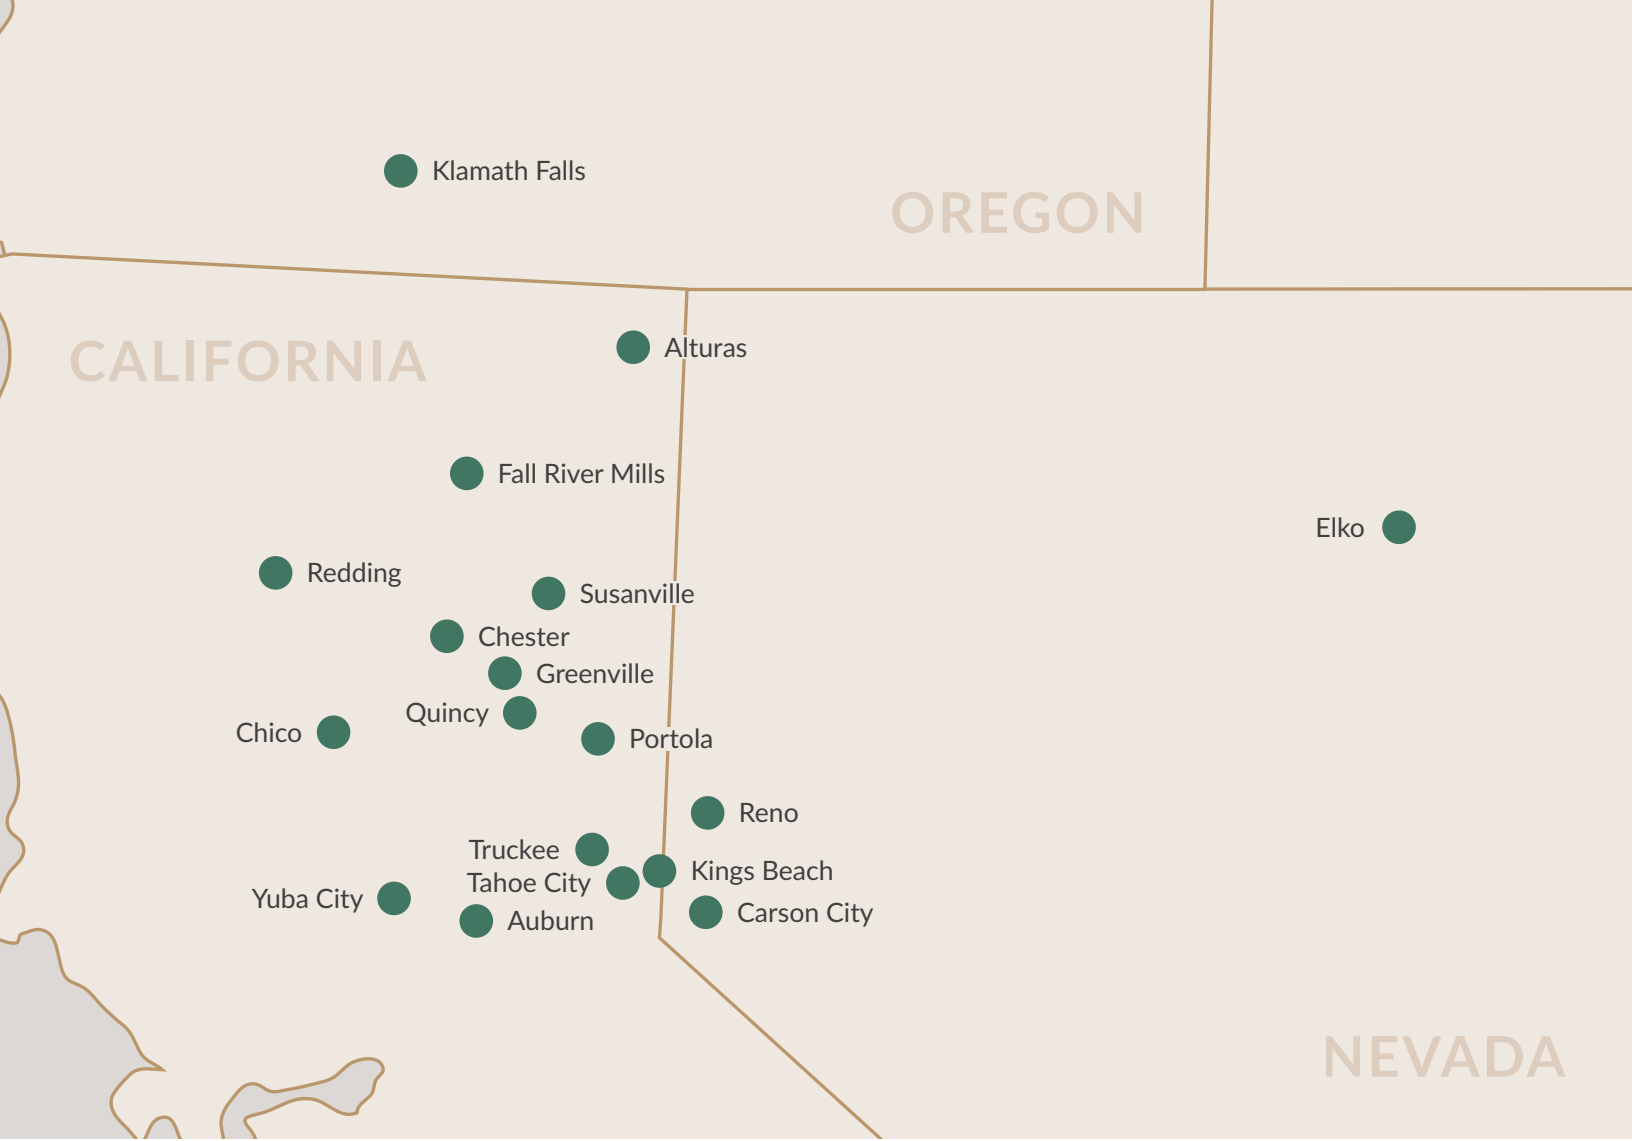 Klamath Falls
OREGON
CALIFORNIA
Alturas
Fall River Mills
Elko
Redding
Susanville
Chester
Greenville
Quincy
Chico
Portola
Reno
Truckee
Kings Beach
Tahoe City
Yuba City
Carson City
Auburn
NEVADA